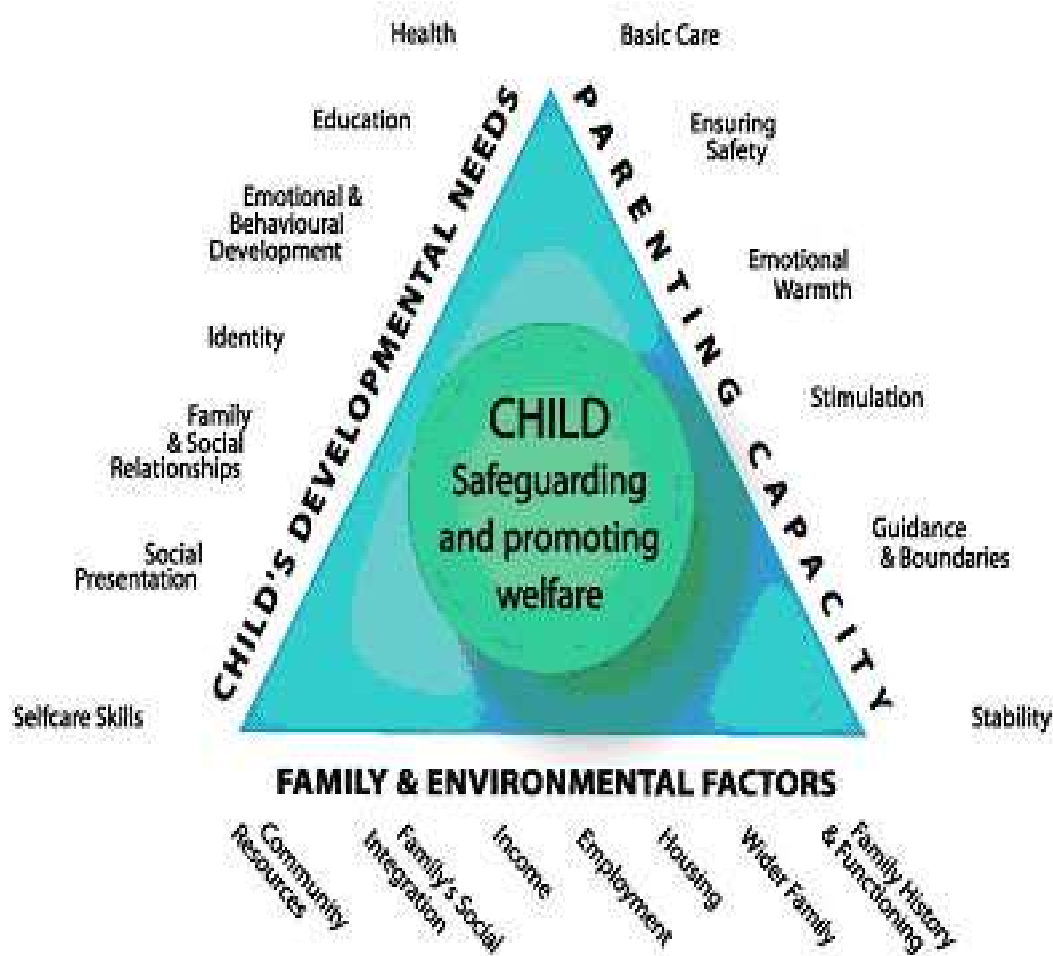 Health
Education
Emotional &
Behavioural
Development
Identity
Family
& Social
Relationships
Social
Presentation
Selfcare Skills
CHILD'S DEVELOPMENTAL NEEDS
Basic Care
Ensuring
Safety
Emotional
Warmth
Stimulation
Guidance
& Boundaries
Stability
PARENTING CAPACITY
CHILD
Safeguarding
and promoting
welfare
FAMILY & ENVIRONMENTAL FACTORS
Community
Resources
Family's Social
Integration
Income
Employment
Housing
Wider Family
Family History
& Functioning